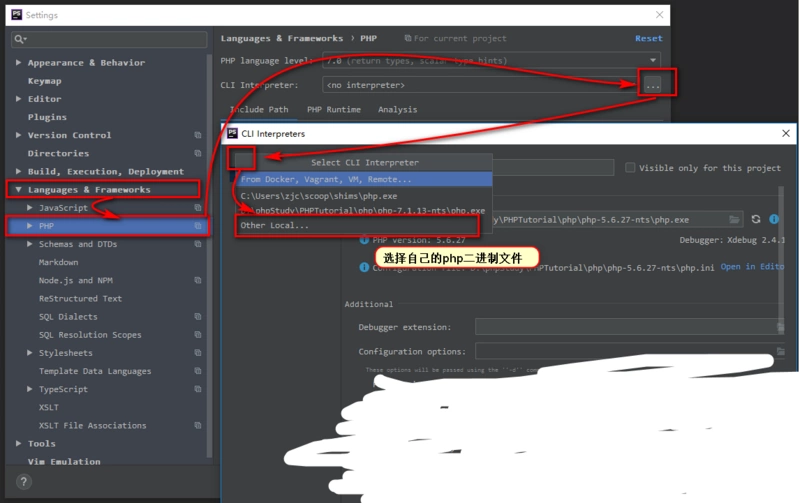 PS Settings
Languages & Frameworks › PHP
For current project
Reset
Appearance & Behavior
Keymap
Editor
Plugins
Version Control
Directories
Build, Execution, Deployment
Languages & Frameworks
JavaScript
PHP
Schemas and DTDs
Markdown
Node.js and NPM
ReStructured Text
SQL Dialects
SQL Resolution Scopes
Stylesheets
Template Data Languages
TypeScript
XSLT
XSLT File Associations
Tools
Vim Emulation
?
PHP language level: 7.0 (return types, scalar type hints)
CLI Interpreter: <no interpreter>
...
Include Path PHP Runtime Analysis
PS CLI Interpreters
Select CLI Interpreter
Visible only for this project
From Docker, Vagrant, VM, Remote...
C:\Users\zjc\scoop\shims\php.exe
\phpStudy\PHPTutorial\php\php-7.1.13-nts\php.exe
Other Local...
y/PHPTutorial\php\php-5.6.27-nts\php.exe
PHP version: 5.6.27
Debugger: Xdebug 2.4.1
选择自己的php二进制文件
Configuration file: \phpStudy\PHPTutorial\php\php-5.6.27-nts\php.ini
Open in Edito
Additional
Debugger extension:
Configuration options:
These options will be passed using the ''-d'' com